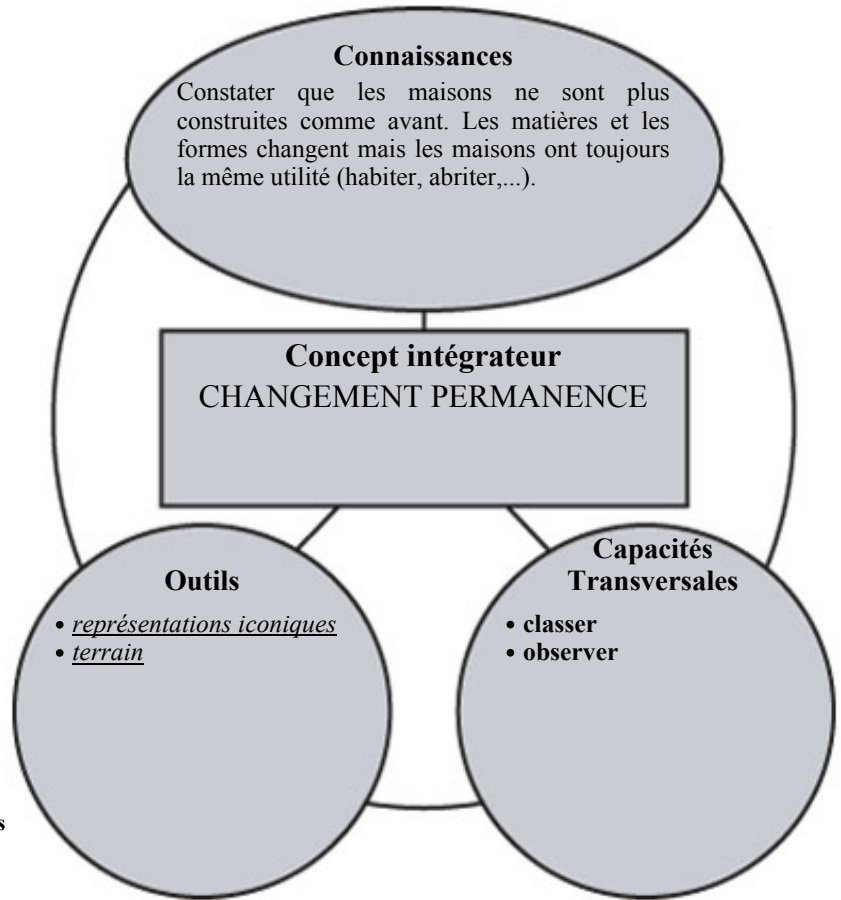 Connaissances
Constater que les maisons ne sont plus
construites comme avant. Les matières et les
formes changent mais les maisons ont toujours
la même utilité (habiter, abriter,...).
Concept intégrateur
CHANGEMENT PERMANENCE
Outils
• représentations iconiques
• terrain
Capacités
Transversales
• classer
• observer
s